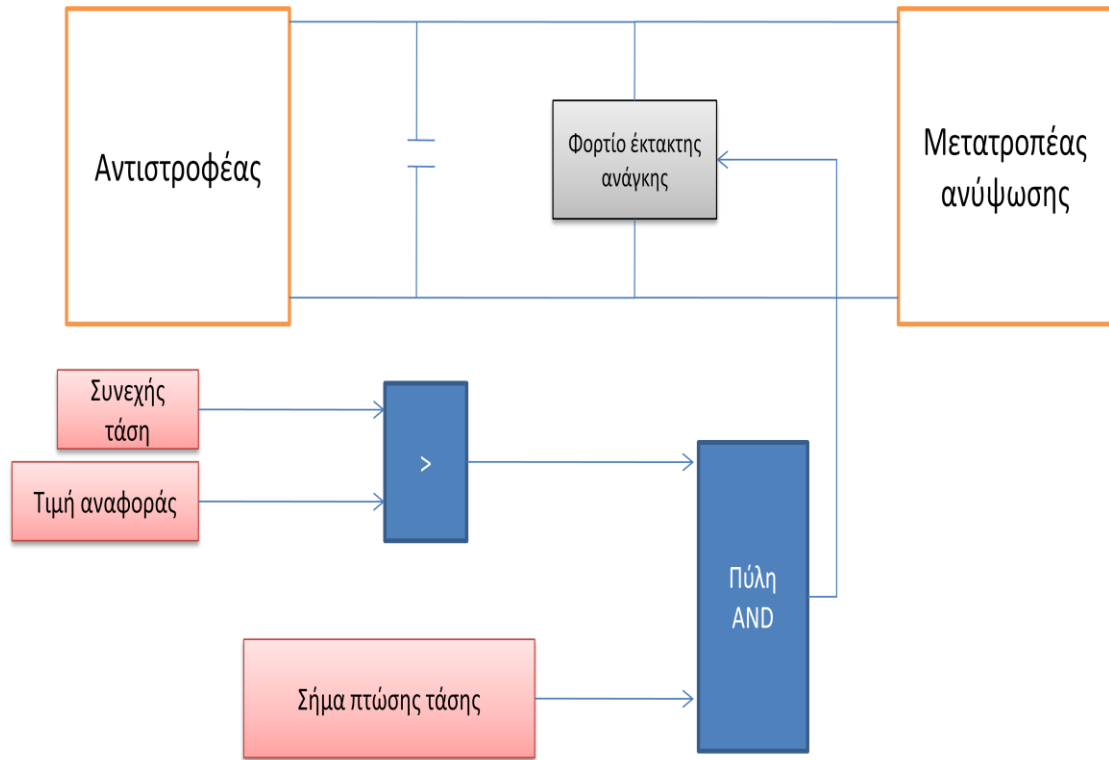 Αντιστροφέας
Φορτίο έκτακτης
ανάγκης
Μετατροπέας
ανύψωσης
Συνεχής
τάση
Τιμή αναφοράς
>
Πύλη
AND
Σήμα πτώσης τάσης